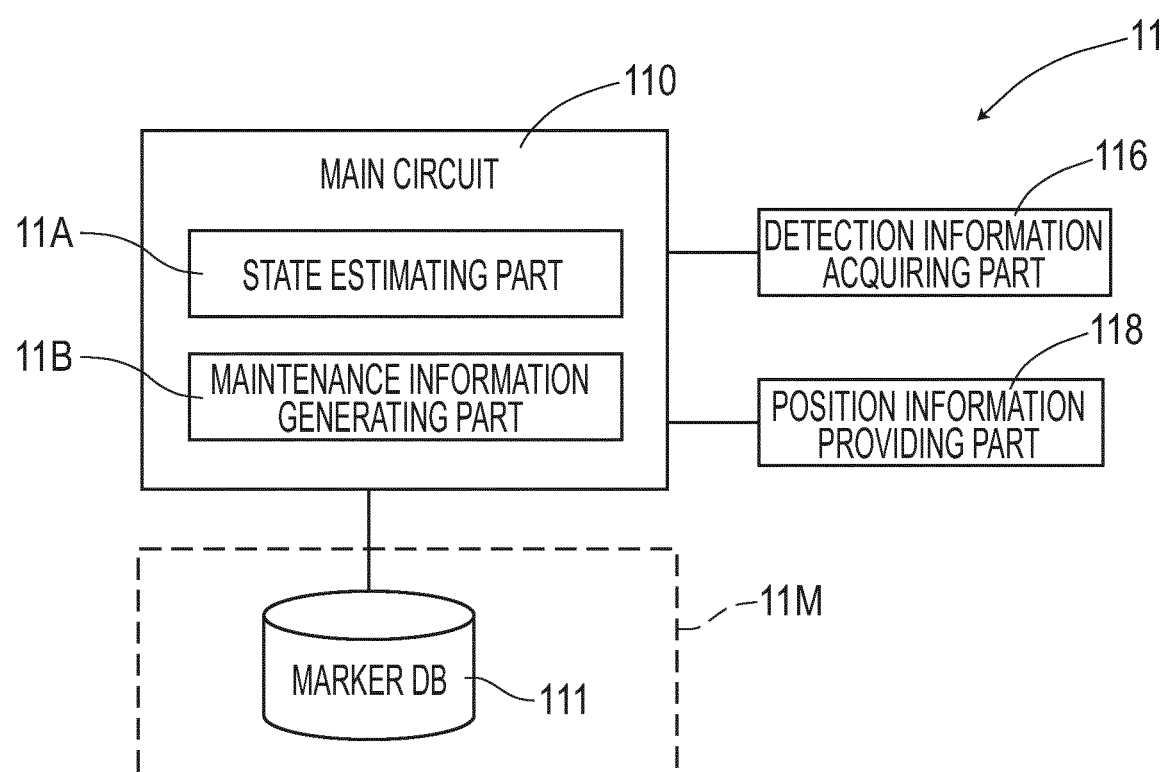 11
110
MAIN CIRCUIT
116
11A
STATE ESTIMATING PART
DETECTION INFORMATION
ACQUIRING PART
11B
MAINTENANCE INFORMATION
GENERATING PART
118
POSITION INFORMATION
PROVIDING PART
11M
MARKER DB
111